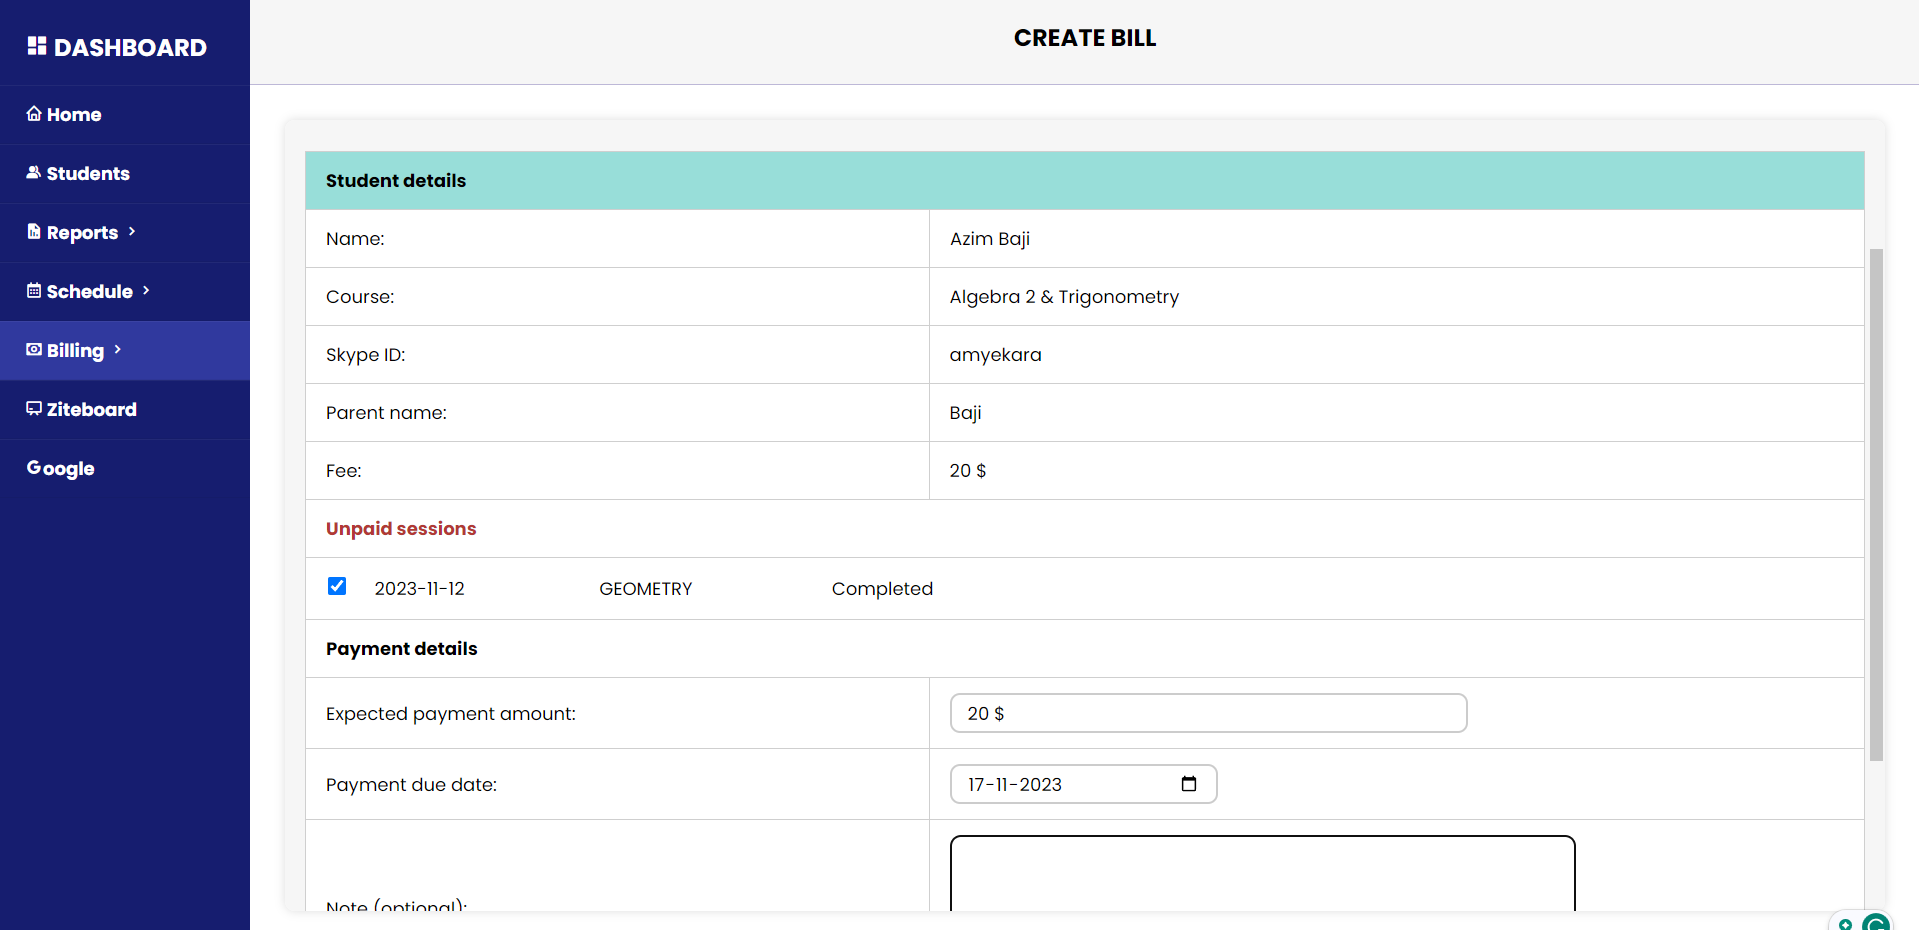 DASHBOARD
Home
Students
Reports
Schedule
Billing
Ziteboard
Google
CREATE BILL
Student details
Name: Azim Baji
Course: Algebra 2 & Trigonometry
Skype ID: amyekara
Parent name: Baji
Fee: 20 $
Unpaid sessions
2023-11-12 GEOMETRY Completed
Payment details
Expected payment amount: 20 $
Payment due date: 17-11-2023
Note (optional):